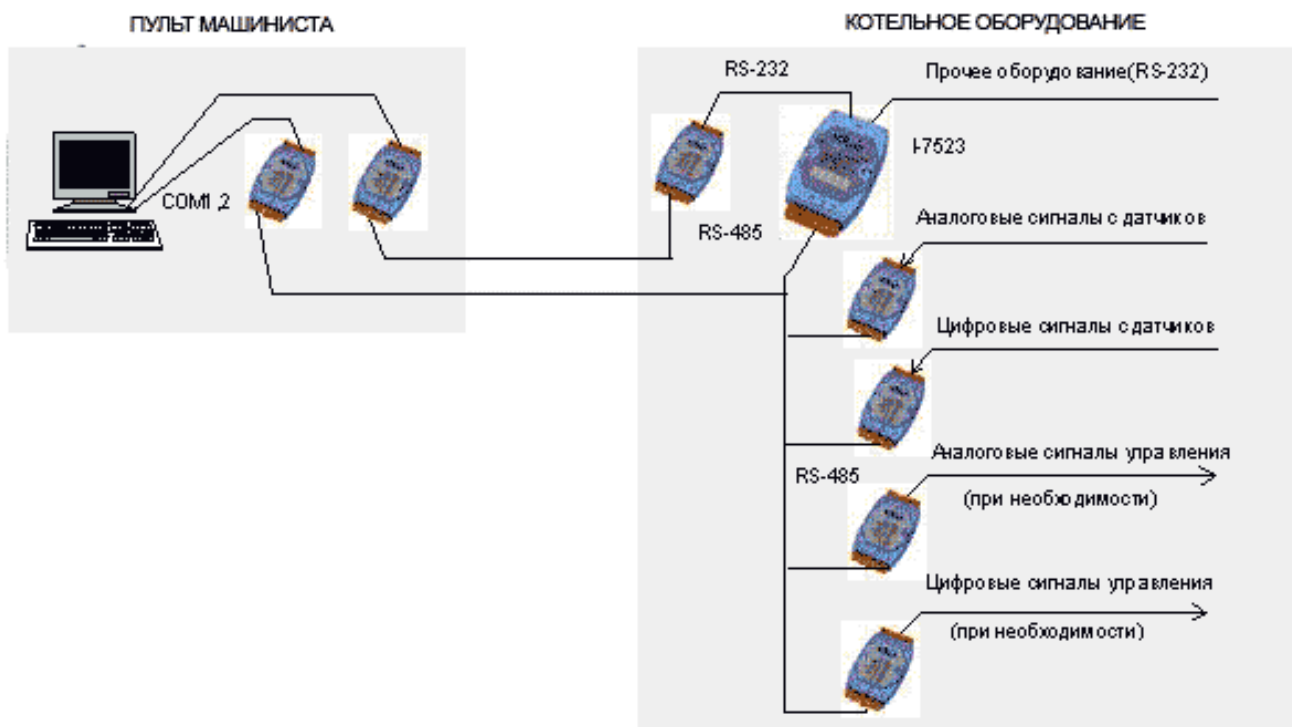 ПУЛЬТ МАШИНИСТА
КОТЕЛЬНОЕ ОБОРУДОВАНИЕ
RS-232
Прочее оборудование(RS-232)
I-7523
COM1,2
RS-485
Аналоговые сигналы с датчиков
Цифровые сигналы с датчиков
Аналоговые сигналы управления
RS-485
(при необходимости)
Цифровые сигналы управления
(при необходимости)